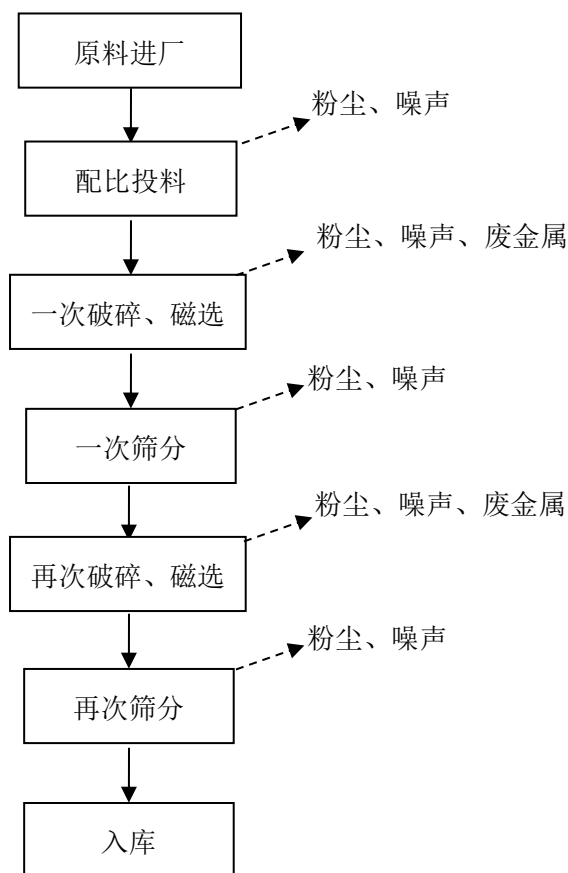 原料进厂
粉尘、噪声
配比投料
粉尘、噪声、废金属
一次破碎、磁选
粉尘、噪声
一次筛分
粉尘、噪声、废金属
再次破碎、磁选
粉尘、噪声
再次筛分
入库